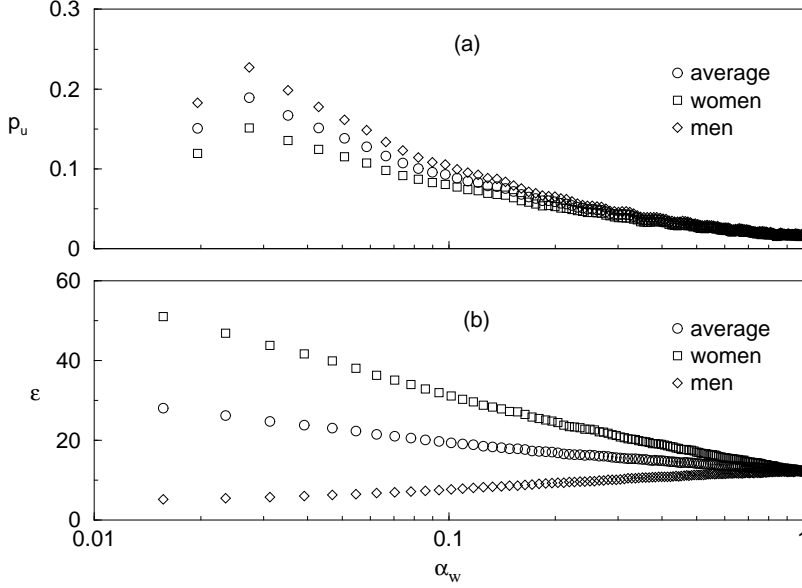 0.3
(a)
average
women
men
0.2
p_u
0.1
0
60
(b)
average
women
men
40
ε
20
0
0.01
0.1
1
α_w